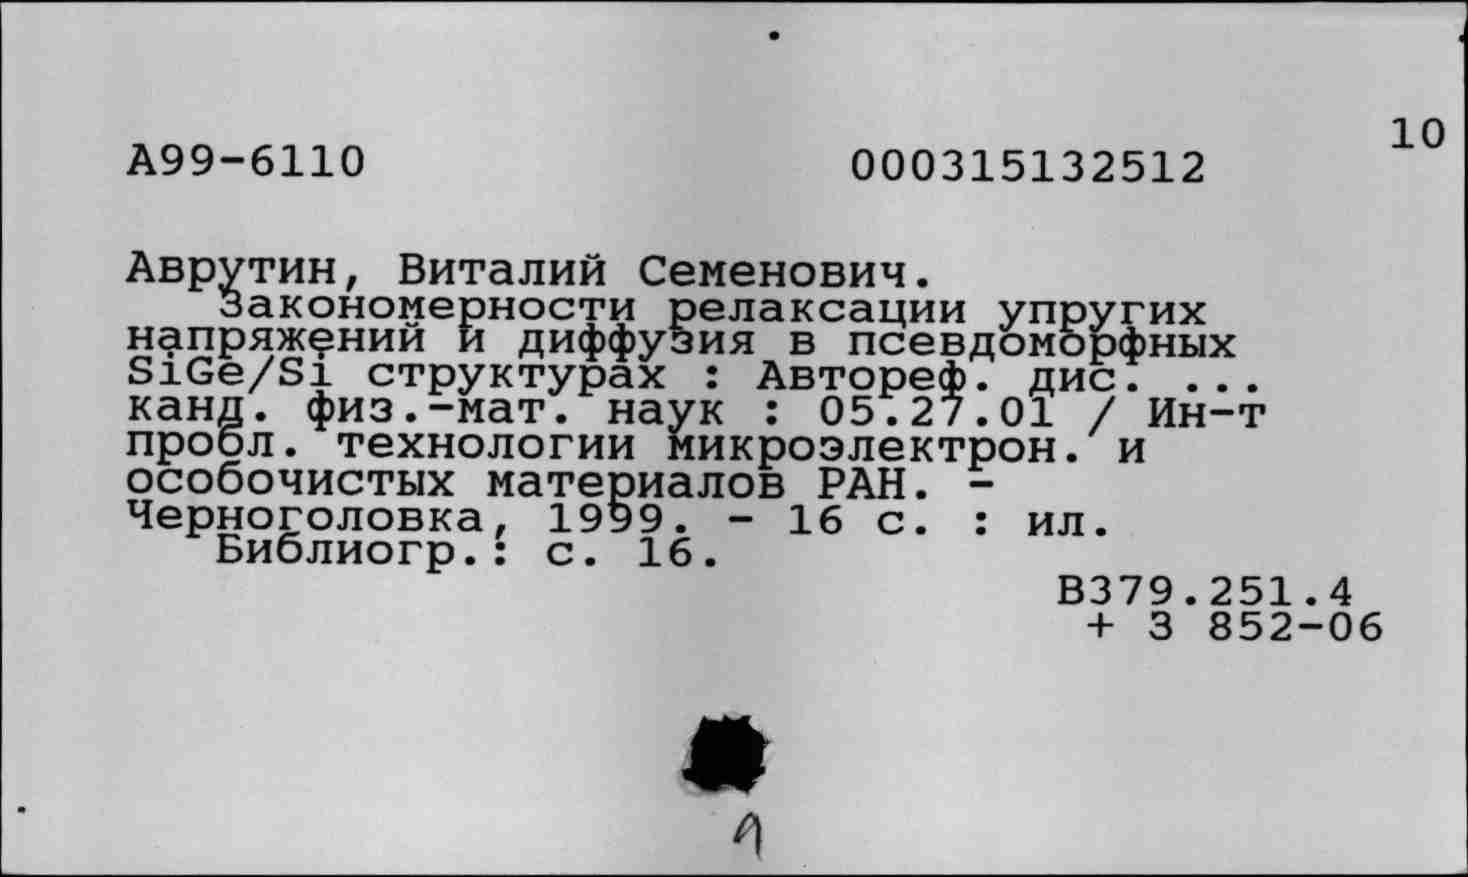 10
А99-6110 000315132512
Аврутин, Виталий Семенович.
Закономерности релаксации упругих
напряжений и диффузия в псевдоморфных
SiGe/Si структурах : Автореф. дис. ...
канд. физ.-мат. наук : 05.27.01 / Ин-т
пробл. технологии микроэлектрон. и
особочистых материалов РАН. -
Черноголовка, 1999. - 16 с. : ил.
Библиогр.: с. 16.
В379.251.4
+ З 852-06